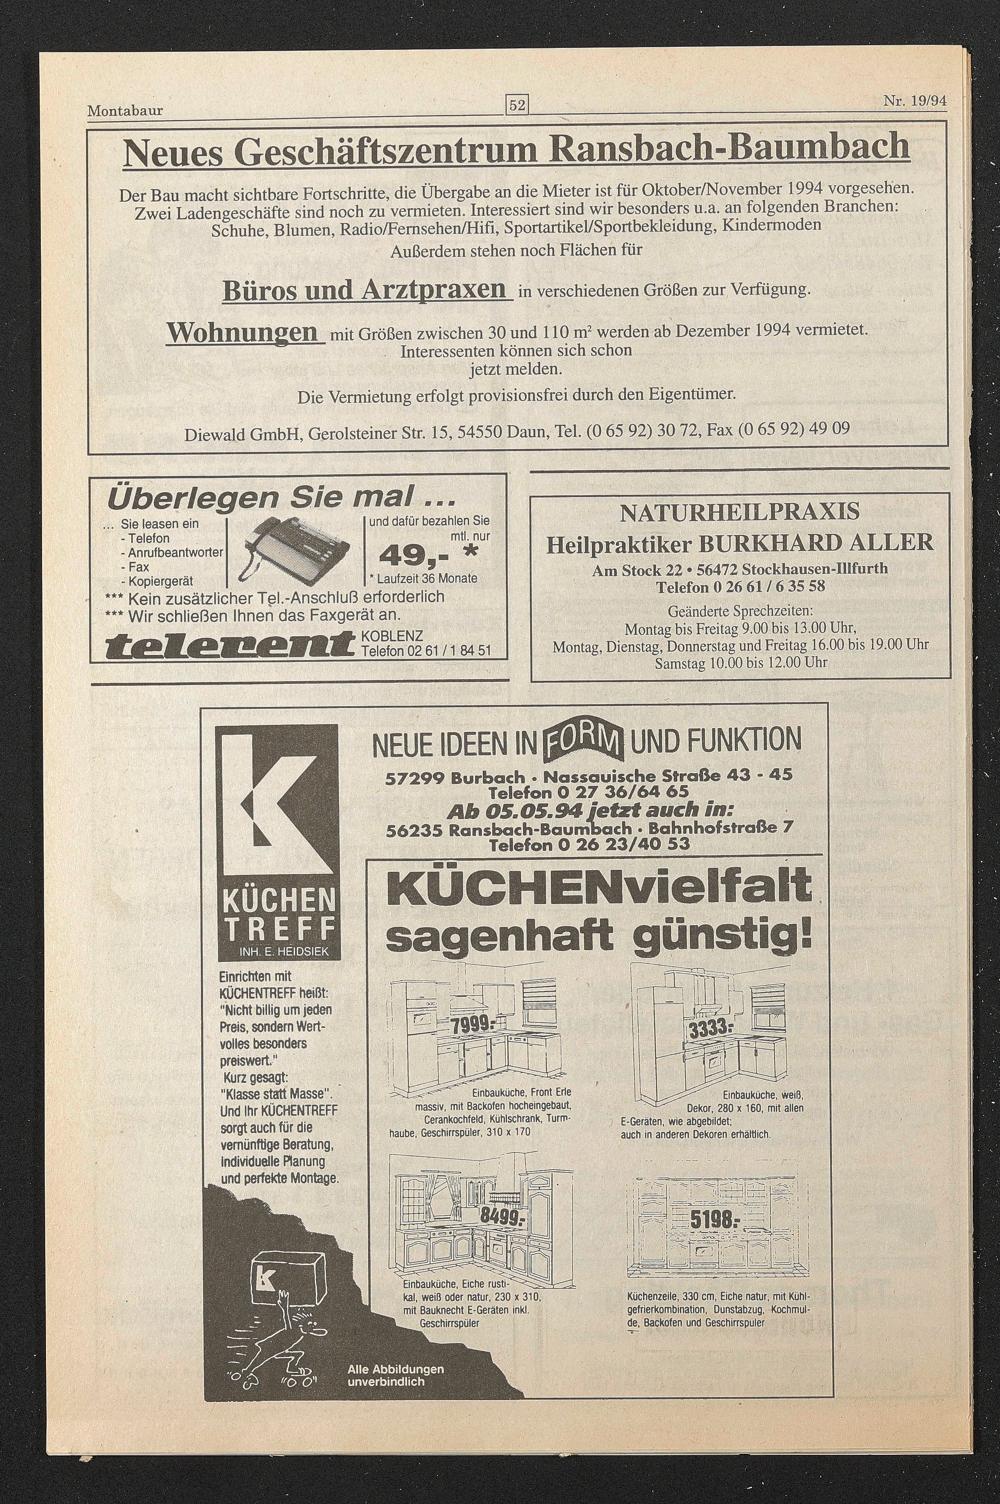 Montabaur
52
Nr. 19/94
Neues Geschäftszentrum Ransbach-Baumbach
Der Bau macht sichtbare Fortschritte, die Übergabe an die Mieter ist für Oktober/November 1994 vorgesehen.
Zwei Ladengeschäfte sind noch zu vermieten. Interessiert sind wir besonders u.a. an folgenden Branchen:
Schuhe, Blumen, Radio/Fernsehen/Hifi, Sportartikel/Sportbekleidung, Kindermoden
Außerdem stehen noch Flächen für
Büros und Arztpraxen in verschiedenen Größen zur Verfügung.
Wohnungen mit Größen zwischen 30 und 110 m² werden ab Dezember 1994 vermietet.
Interessenten können sich schon
jetzt melden.
Die Vermietung erfolgt provisionsfrei durch den Eigentümer.
Diewald GmbH, Gerolsteiner Str. 15, 54550 Daun, Tel. (0 65 92) 30 72, Fax (0 65 92) 49 09
Überlegen Sie mal ...
... Sie leasen ein
- Telefon
- Anrufbeantworter
- Fax
- Kopiergerät
und dafür bezahlen Sie
mtl. nur
49,- *
* Laufzeit 36 Monate
*** Kein zusätzlicher Tel.-Anschluß erforderlich
*** Wir schließen Ihnen das Faxgerät an.
telerent KOBLENZ
Telefon 02 61 / 1 84 51
NATURHEILPRAXIS
Heilpraktiker BURKHARD ALLER
Am Stock 22 • 56472 Stockhausen-Illfurth
Telefon 0 26 61 / 6 35 58
Geänderte Sprechzeiten:
Montag bis Freitag 9.00 bis 13.00 Uhr,
Montag, Dienstag, Donnerstag und Freitag 16.00 bis 19.00 Uhr
Samstag 10.00 bis 12.00 Uhr
k
KÜCHEN
TREFF
INH. E. HEIDSIEK
NEUE IDEEN IN FORM UND FUNKTION
57299 Burbach · Nassauische Straße 43 - 45
Telefon 0 27 36/64 65
Ab 05.05.94 jetzt auch in:
56235 Ransbach-Baumbach · Bahnhofstraße 7
Telefon 0 26 23/40 53
KÜCHENvielfalt
sagenhaft günstig!
Einrichten mit
KÜCHENTREFF heißt:
"Nicht billig um jeden
Preis, sondern Wert-
volles besonders
preiswert."
Kurz gesagt:
"Klasse statt Masse".
Und Ihr KÜCHENTREFF
sorgt auch für die
vernünftige Beratung,
individuelle Planung
und perfekte Montage.
7999.-
Einbauküche, Front Erle
massiv, mit Backofen hocheingebaut,
Cerankochfeld, Kühlschrank, Turm-
haube, Geschirrspüler, 310 x 170
3333.-
Einbauküche, weiß,
Dekor, 280 x 160, mit allen
E-Geräten, wie abgebildet;
auch in anderen Dekoren erhältlich.
8499.-
Einbauküche, Eiche rusti-
kal, weiß oder natur, 230 x 310,
mit Bauknecht E-Geräten inkl.
Geschirrspüler
5198.-
Küchenzeile, 330 cm, Eiche natur, mit Kühl-
gefrierkombination, Dunstabzug, Kochmul-
de, Backofen und Geschirrspüler
k
Alle Abbildungen
unverbindlich